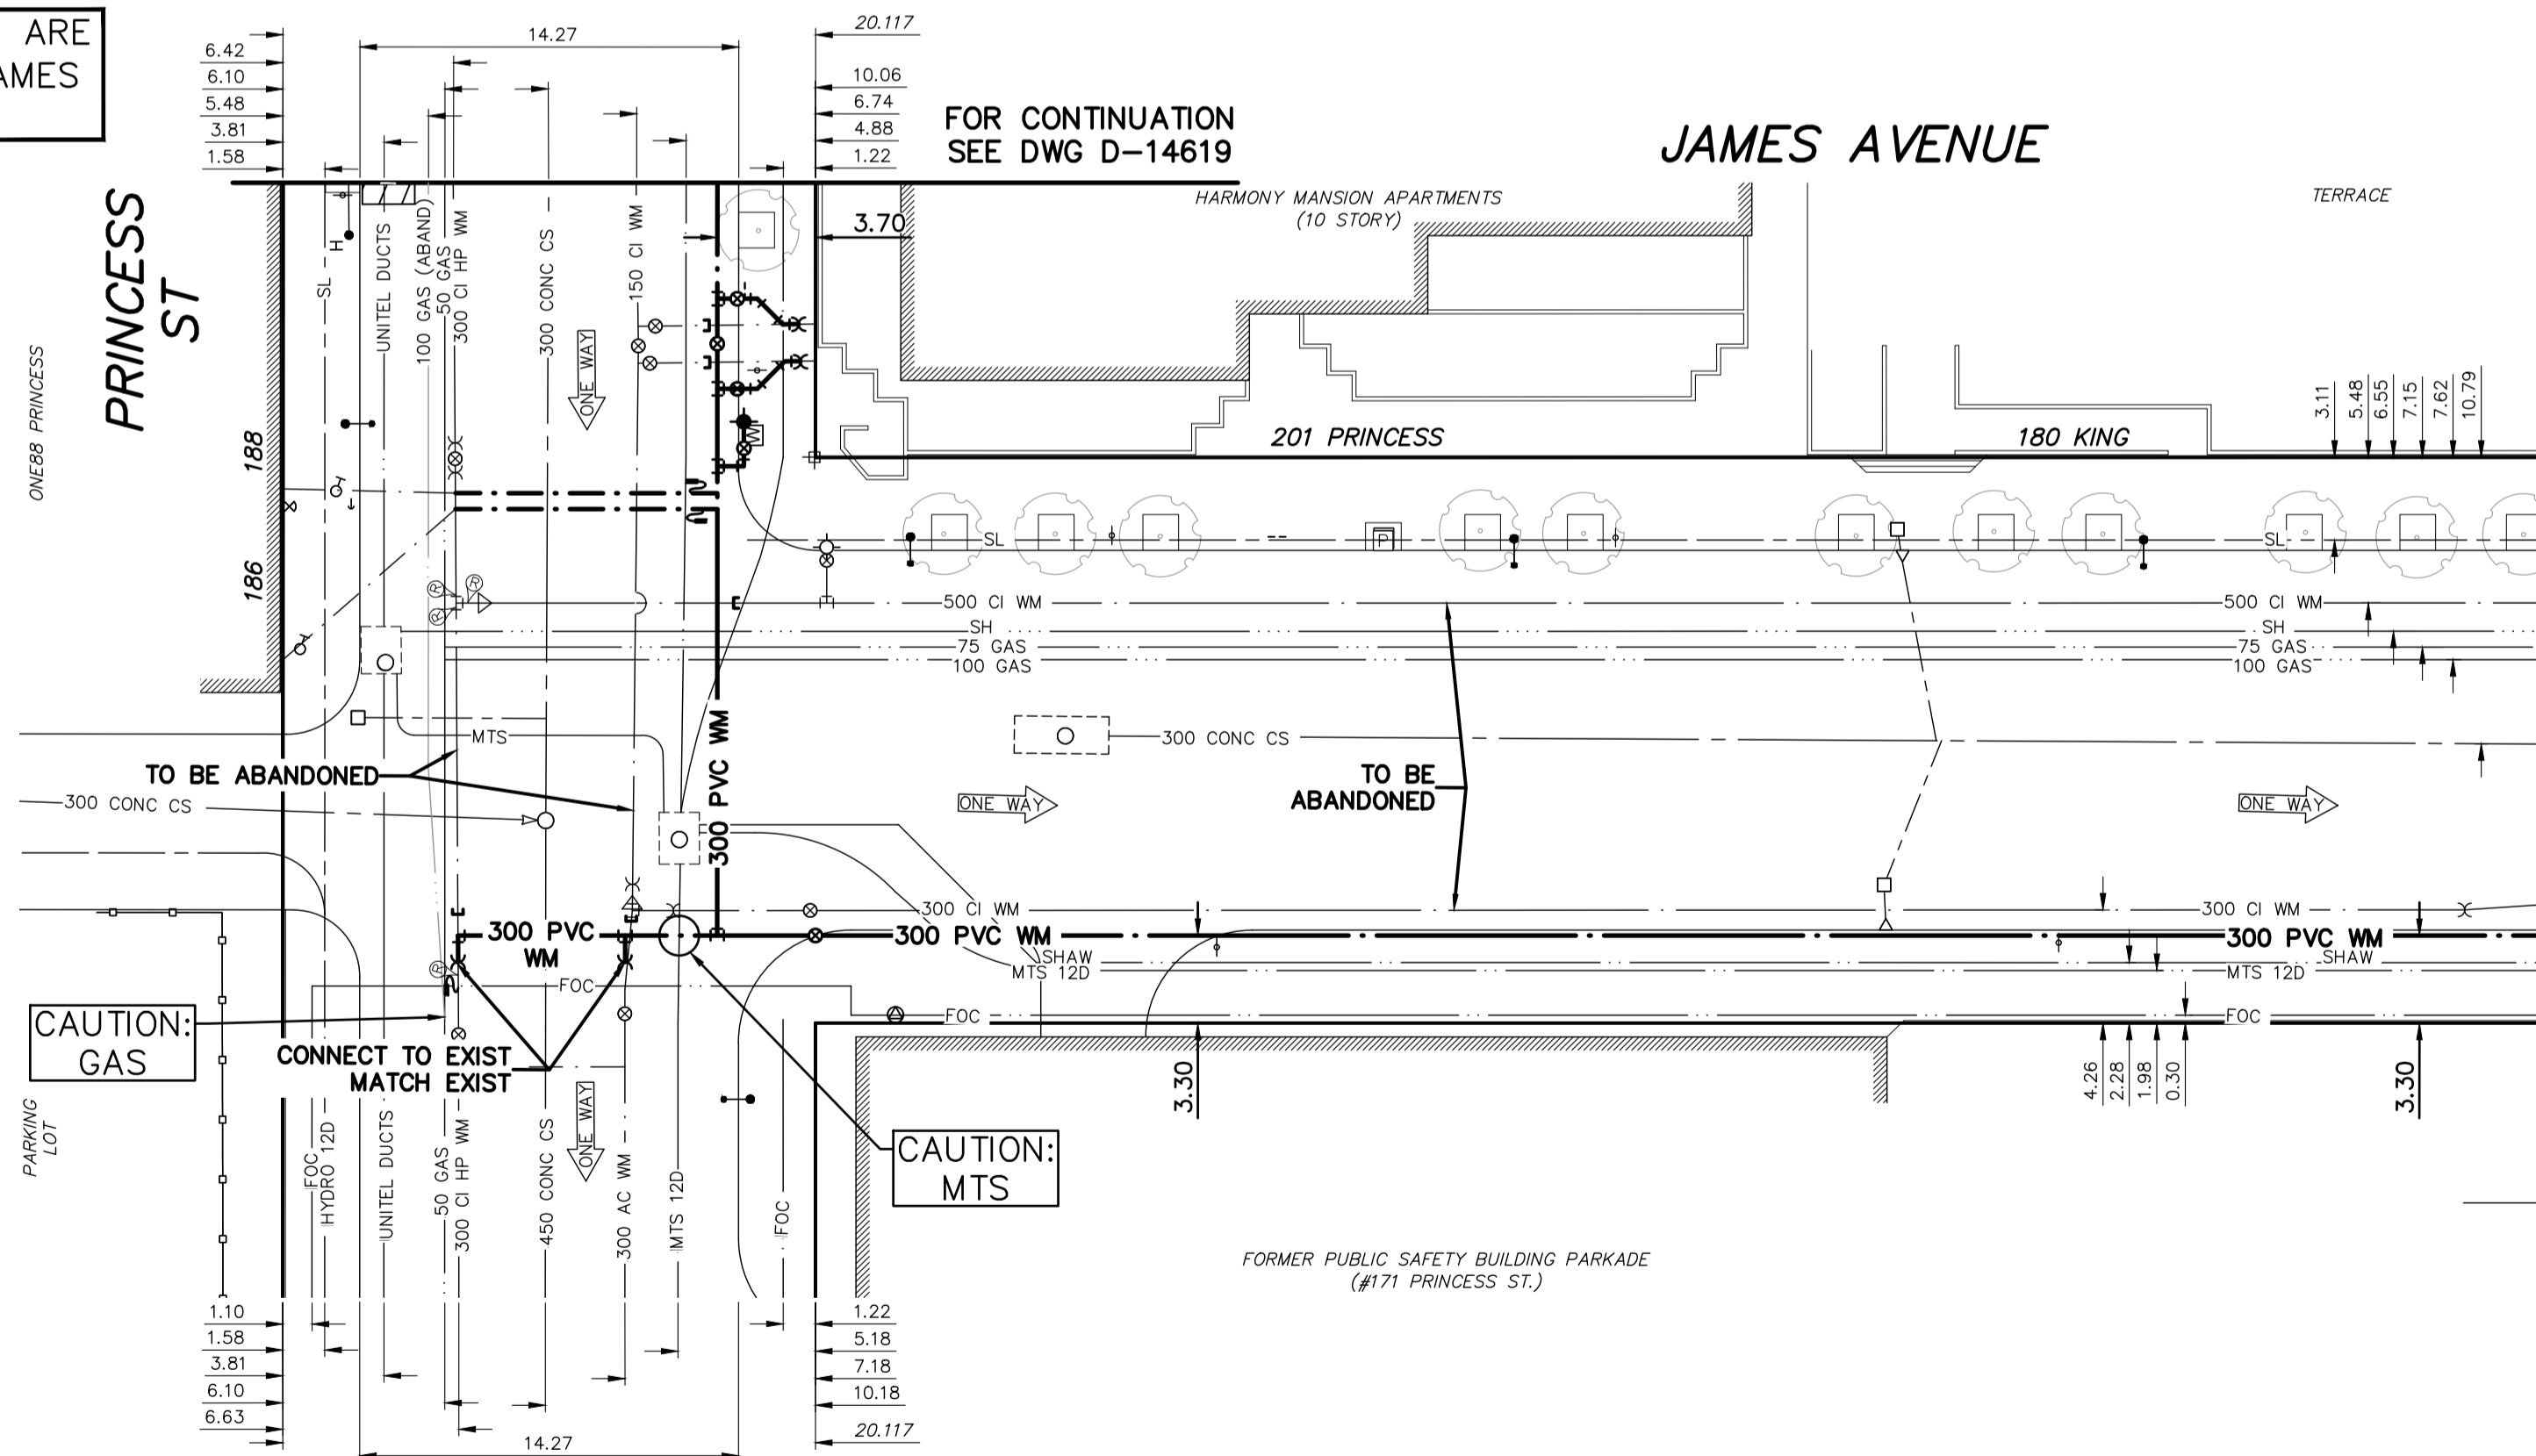 ARE
AMES
6.42
6.10
5.48
3.81
1.58
14.27
20.117
10.06
6.74
4.88
1.22
FOR CONTINUATION
SEE DWG D-14619
JAMES AVENUE
PRINCESS
ST
ONE88 PRINCESS
188
186
H
SL
UNITEL DUCTS
100 GAS (ABAND)
50 GAS
300 CI HP WM
300 CONC CS
ONE WAY
150 CI WM
3.70
W
HARMONY MANSION APARTMENTS
(10 STORY)
TERRACE
201 PRINCESS
180 KING
3.11
5.48
6.55
7.15
7.62
10.79
SL
P
SL
R
R
R
500 CI WM
500 CI WM
SH
SH
75 GAS
75 GAS
100 GAS
100 GAS
MTS
300 CONC CS
300 PVC WM
TO BE ABANDONED
300 CONC CS
ONE WAY
TO BE
ABANDONED
ONE WAY
300 CI WM
300 CI WM
300 PVC
WM
300 PVC WM
300 PVC WM
SHAW
SHAW
MTS 12D
MTS 12D
R
FOC
FOC
FOC
CAUTION:
GAS
CONNECT TO EXIST
MATCH EXIST
3.30
4.26
2.28
1.98
0.30
3.30
PARKING
LOT
FOC
HYDRO 12D
UNITEL DUCTS
50 GAS
300 CI HP WM
450 CONC CS
ONE WAY
300 AC WM
MTS 12D
FOC
CAUTION:
MTS
FORMER PUBLIC SAFETY BUILDING PARKADE
(#171 PRINCESS ST.)
1.10
1.58
3.81
6.10
6.63
14.27
1.22
5.18
7.18
10.18
20.117